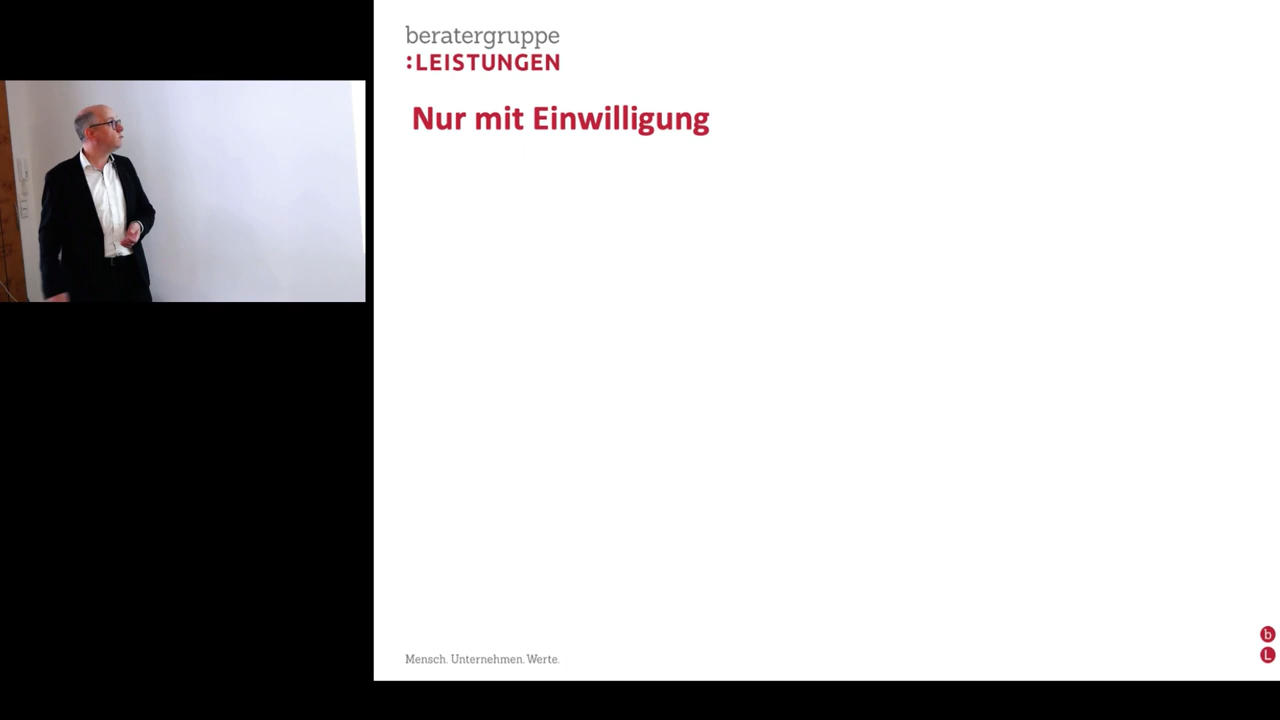 beratergruppe
:LEISTUNGEN
Nur mit Einwilligung
Mensch. Unternehmen. Werte.
b
L